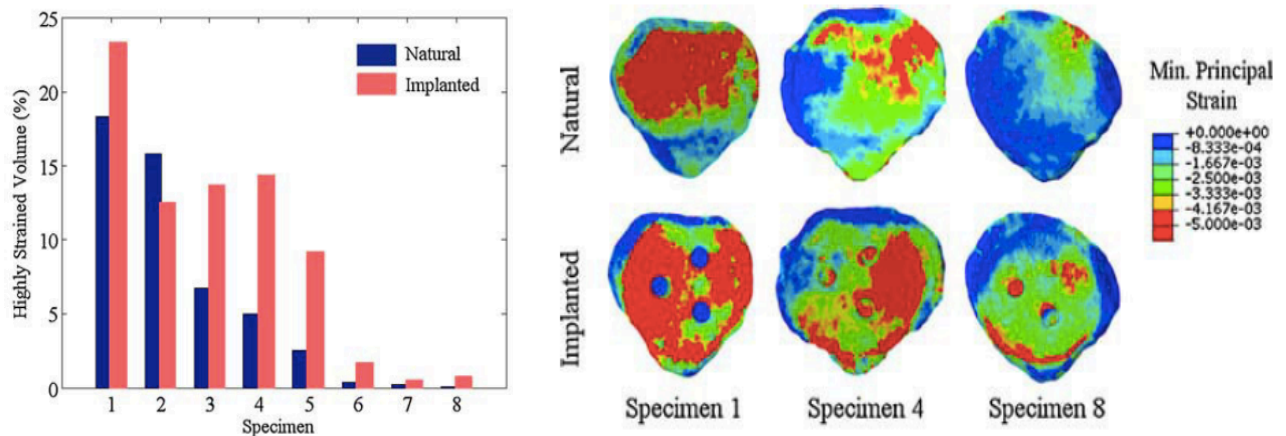 25
20
15
10
5
0
Highly Strained Volume (%)
Natural
Implanted
1 2 3 4 5 6 7 8
Specimen
Natural
Implanted
Specimen 1 Specimen 4 Specimen 8
Min. Principal
Strain
+0.000e+00
-8.333e-04
-1.667e-03
-2.500e-03
-3.333e-03
-4.167e-03
-5.000e-03